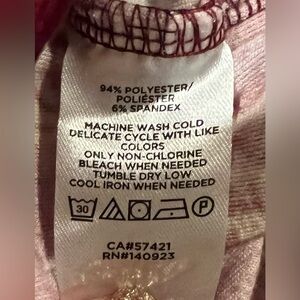 94% POLYESTER/
POLIÉSTER
6% SPANDEX
MACHINE WASH COLD
DELICATE CYCLE WITH LIKE
COLORS
ONLY NON-CHLORINE
BLEACH WHEN NEEDED
TUMBLE DRY LOW
COOL IRON WHEN NEEDED
30 P
CA#57421
RN#140923